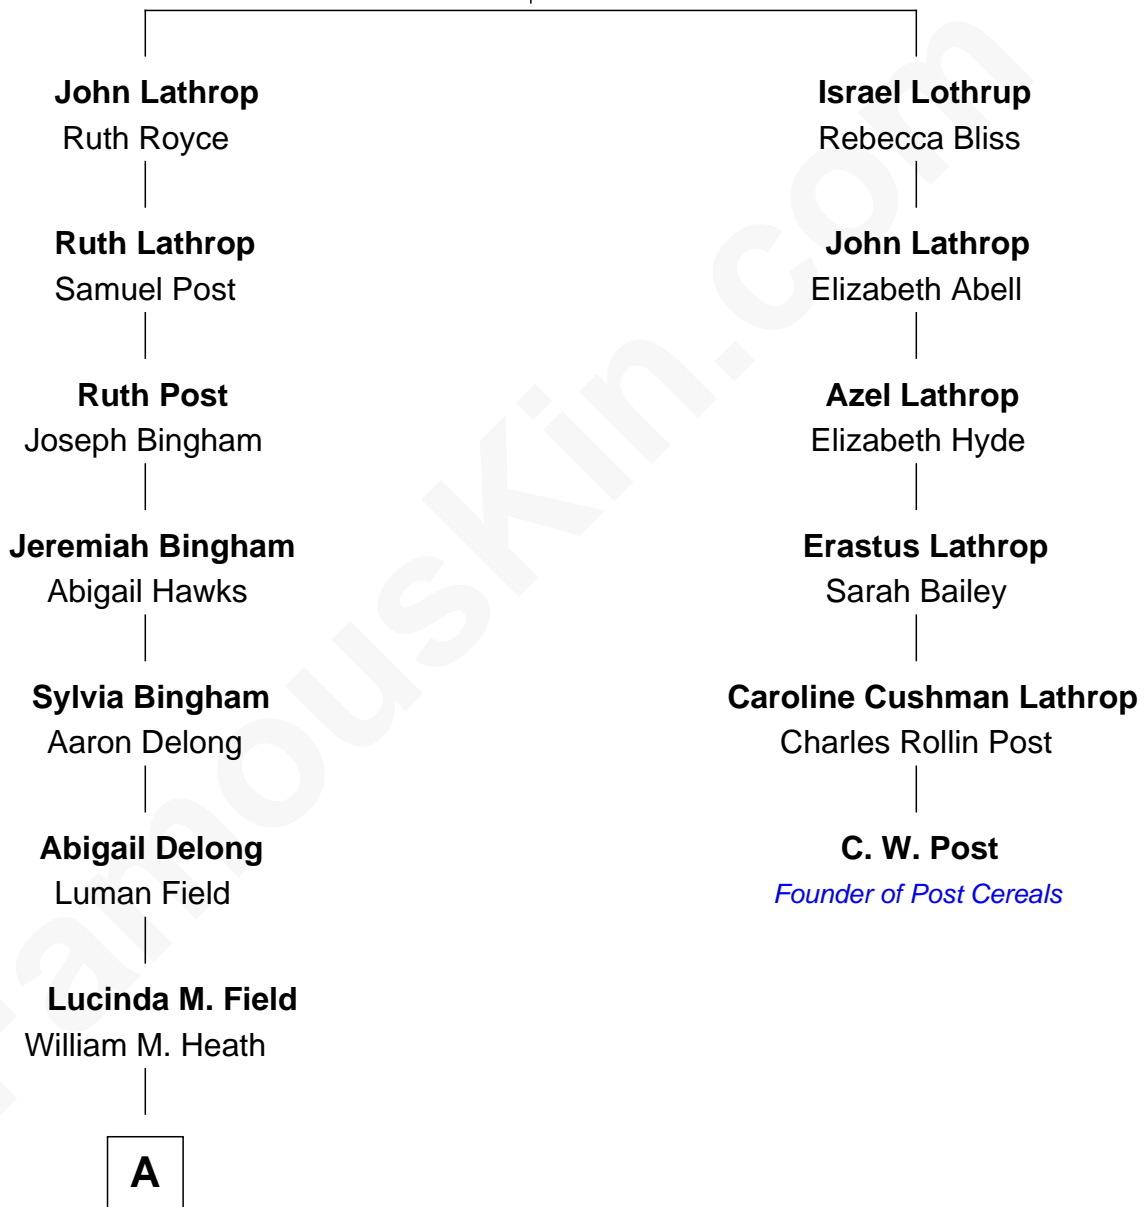 John Lathrop
Ruth Royce
Ruth Lathrop
Samuel Post
Ruth Post
Joseph Bingham
Jeremiah Bingham
Abigail Hawks
Sylvia Bingham
Aaron Delong
Abigail Delong
Luman Field
Lucinda M. Field
William M. Heath
A
Israel Lothrup
Rebecca Bliss
John Lathrop
Elizabeth Abell
Azel Lathrop
Elizabeth Hyde
Erastus Lathrop
Sarah Bailey
Caroline Cushman Lathrop
Charles Rollin Post
C. W. Post
Founder of Post Cereals
FamousKin.com